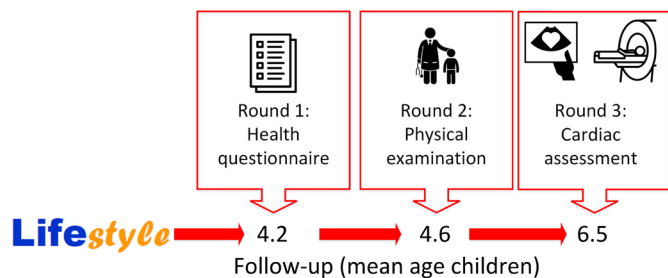 Round 1:
Health
questionnaire
Round 2:
Physical
examination
Round 3:
Cardiac
assessment
Lifestyle
4.2
4.6
6.5
Follow-up (mean age children)